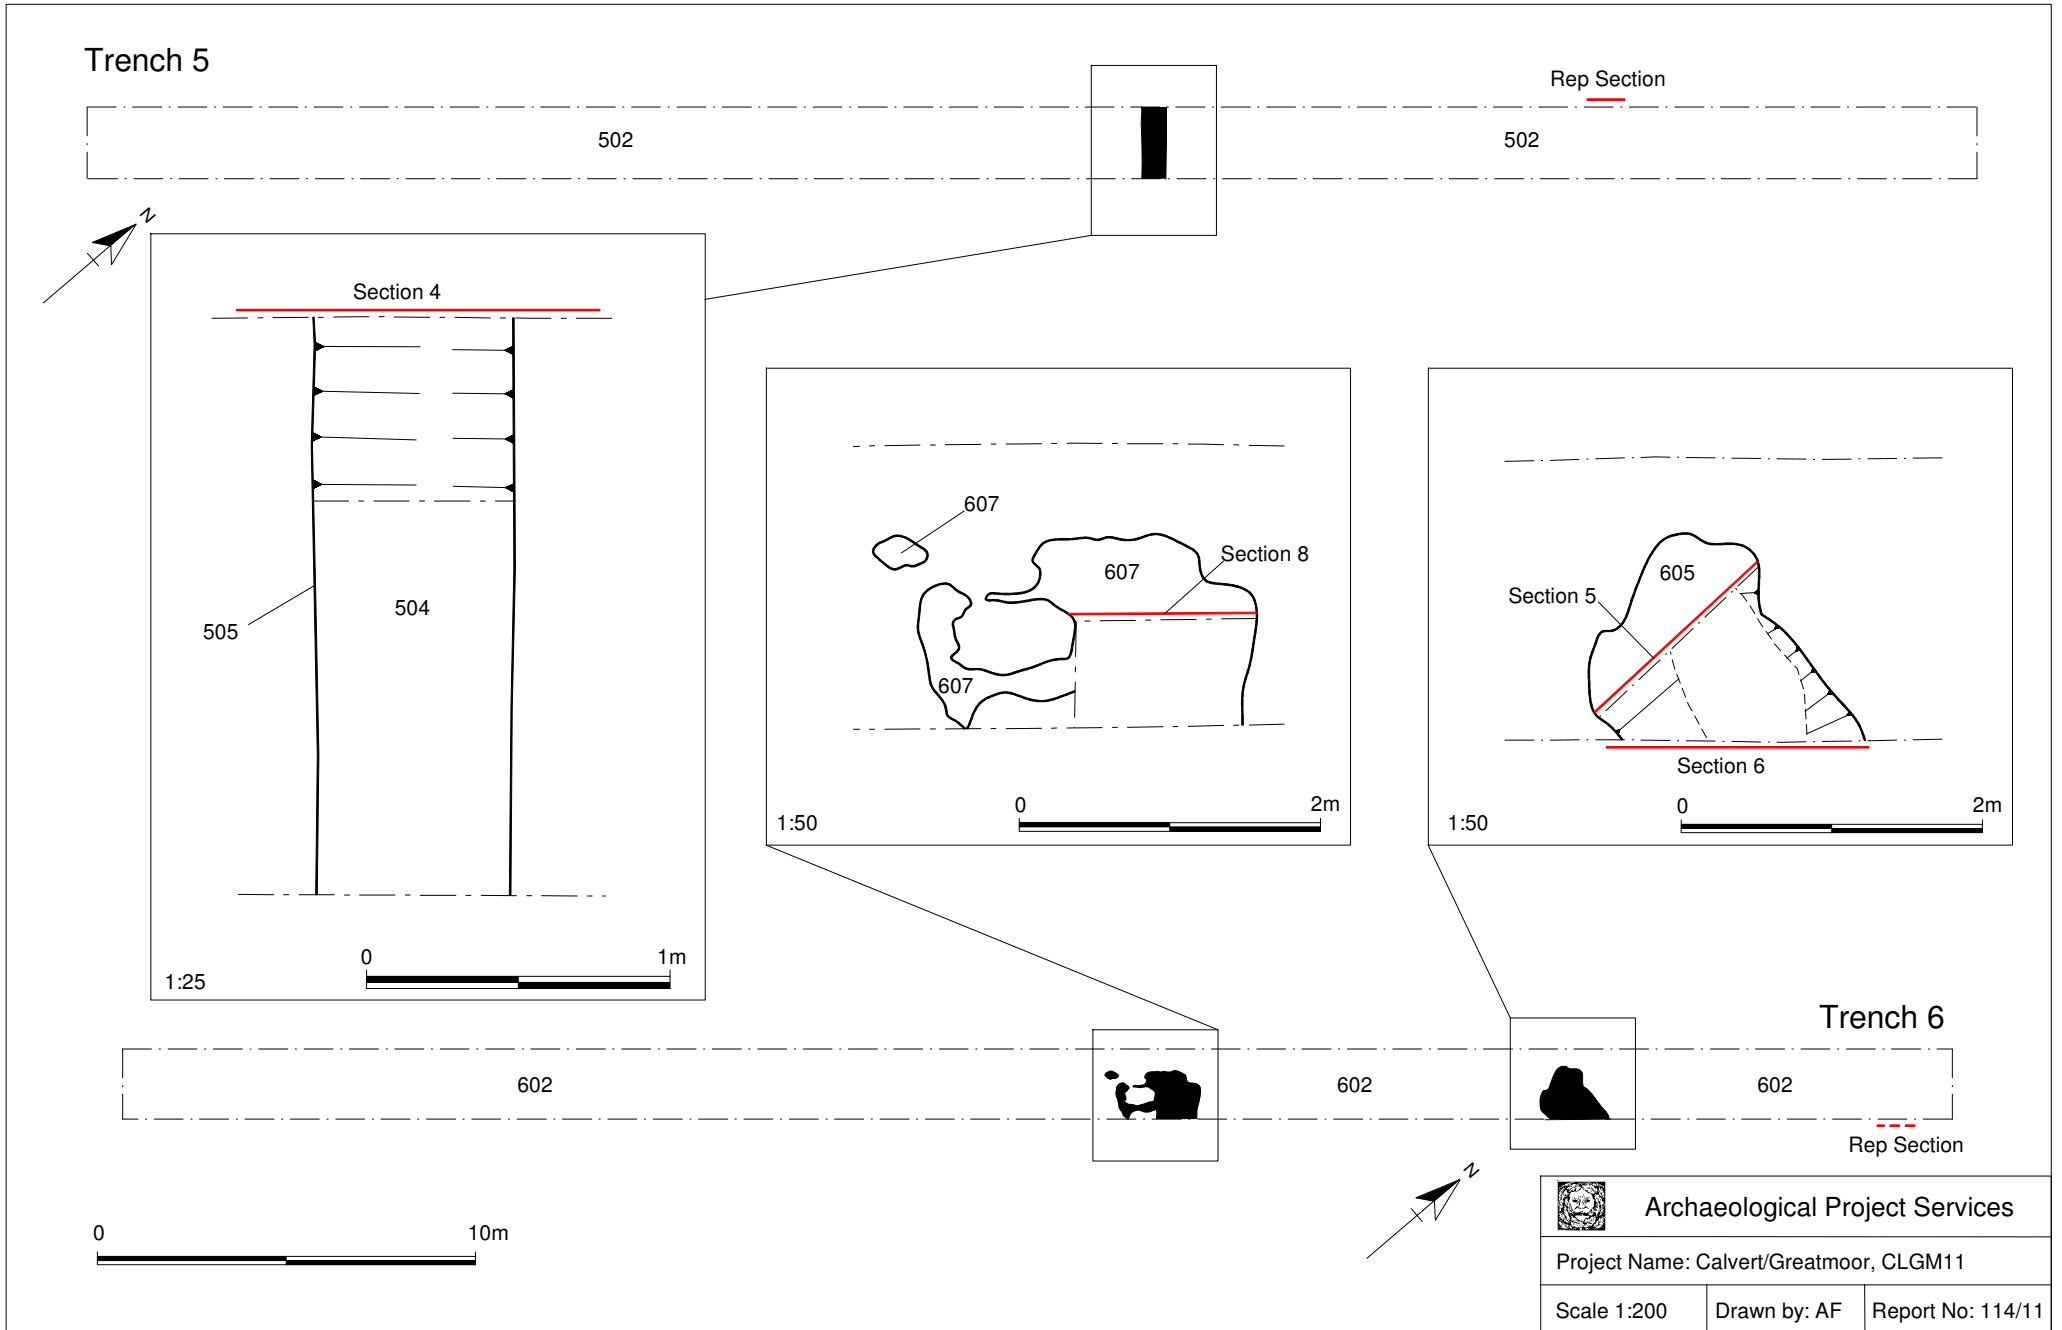 Trench 5
Rep Section
502
502
N
Section 4
505
504
0
1m
1:25
607
607
Section 8
607
0
2m
1:50
605
Section 5
Section 6
0
2m
1:50
Trench 6
602
602
602
Rep Section
N
0
10m
Archaeological Project Services
Project Name: Calvert/Greatmoor, CLGM11
Scale 1:200
Drawn by: AF
Report No: 114/11